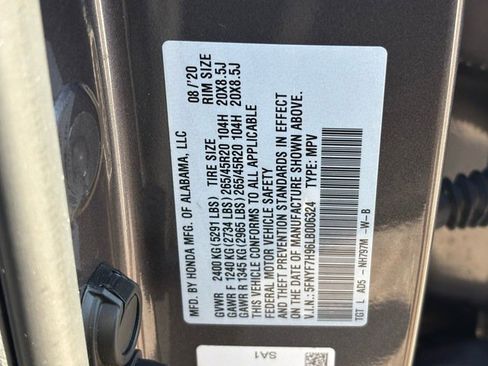 MFD. BY HONDA MFG. OF ALABAMA, LLC 08/'20
TIRE SIZE RIM SIZE
GVWR 2400 KG (5291 LBS)
GAWR F 1240 KG (2734 LBS) 265/45R20 104H 20X8.5J
GAWR R 1345 KG (2965 LBS) 265/45R20 104H 20X8.5J
THIS VEHICLE CONFORMS TO ALL APPLICABLE
FEDERAL MOTOR VEHICLE SAFETY
AND THEFT PREVENTION STANDARDS IN EFFECT
ON THE DATE OF MANUFACTURE SHOWN ABOVE.
V.I.N.: 5FNYF7H96LB006324 TYPE: MPV
TGT L AD5 - NH797M -W-B
SA1